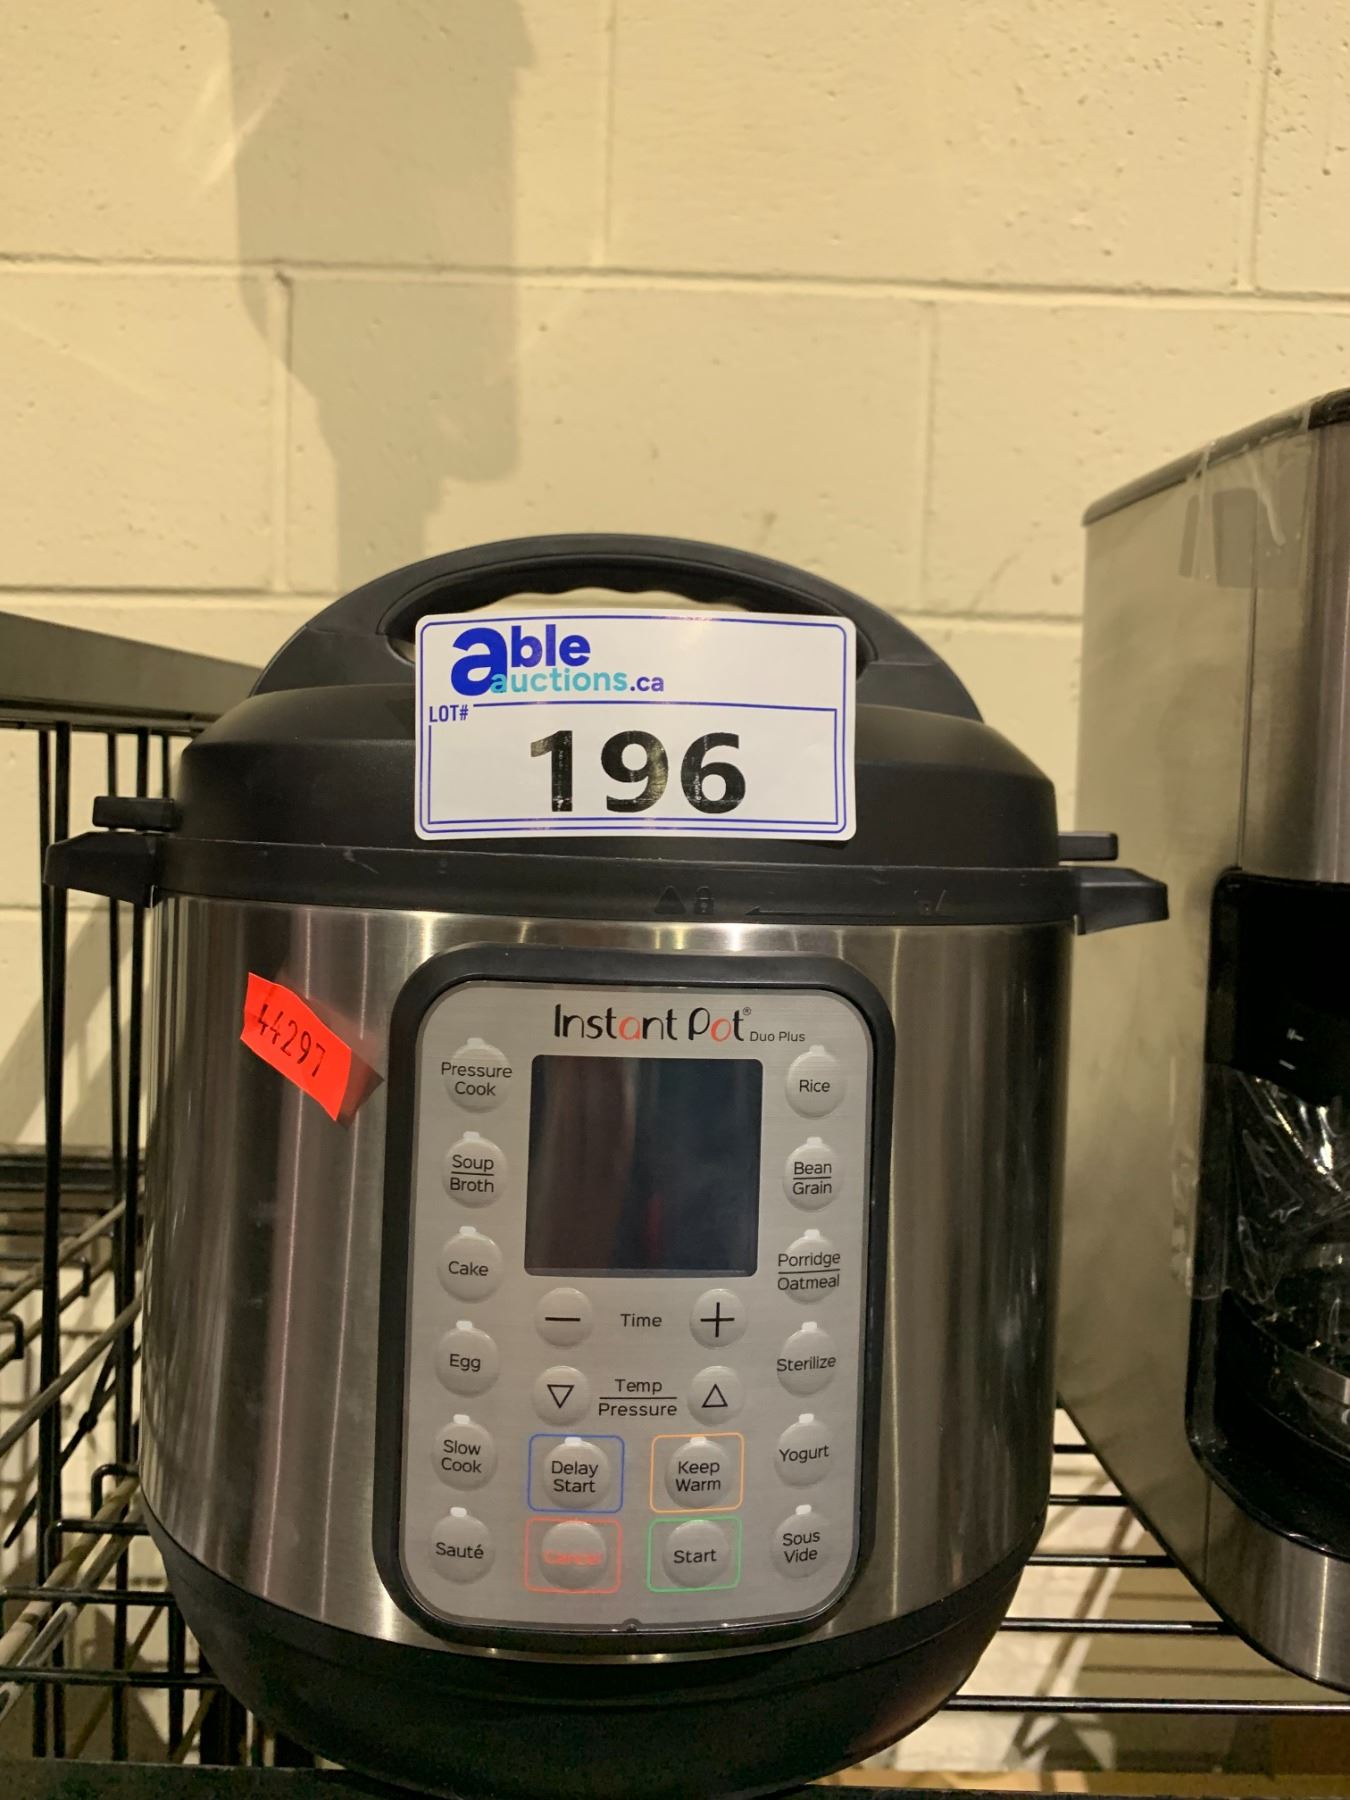 able
auctions.ca
LOT#
196
44297
Instant Pot® Duo Plus
Pressure
Cook
Rice
Soup
Broth
Bean
Grain
Cake
Porridge
Oatmeal
Time
Egg
Sterilize
Temp
Pressure
Slow
Cook
Delay
Start
Keep
Warm
Yogurt
Sauté
Cancel
Start
Sous
Vide